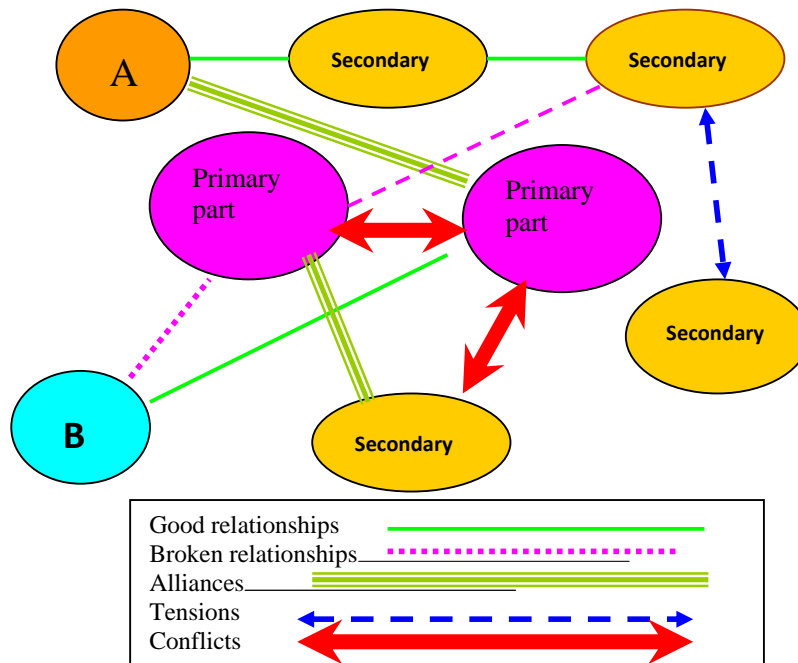 A
Secondary
Secondary
Primary
part
Primary
part
Secondary
B
Secondary
Good relationships
Broken relationships
Alliances
Tensions
Conflicts